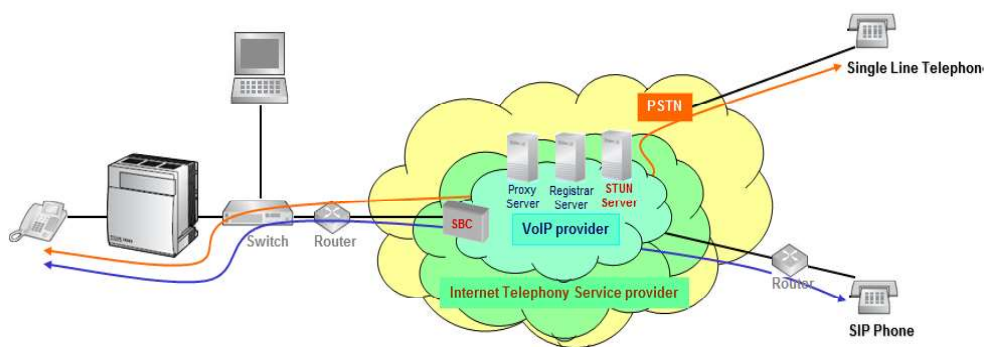 PSTN
Single Line Telephone
Proxy
Server
Registrar
Server
STUN
Server
SBC
VoIP provider
Switch
Router
Internet Telephony Service provider
Router
SIP Phone